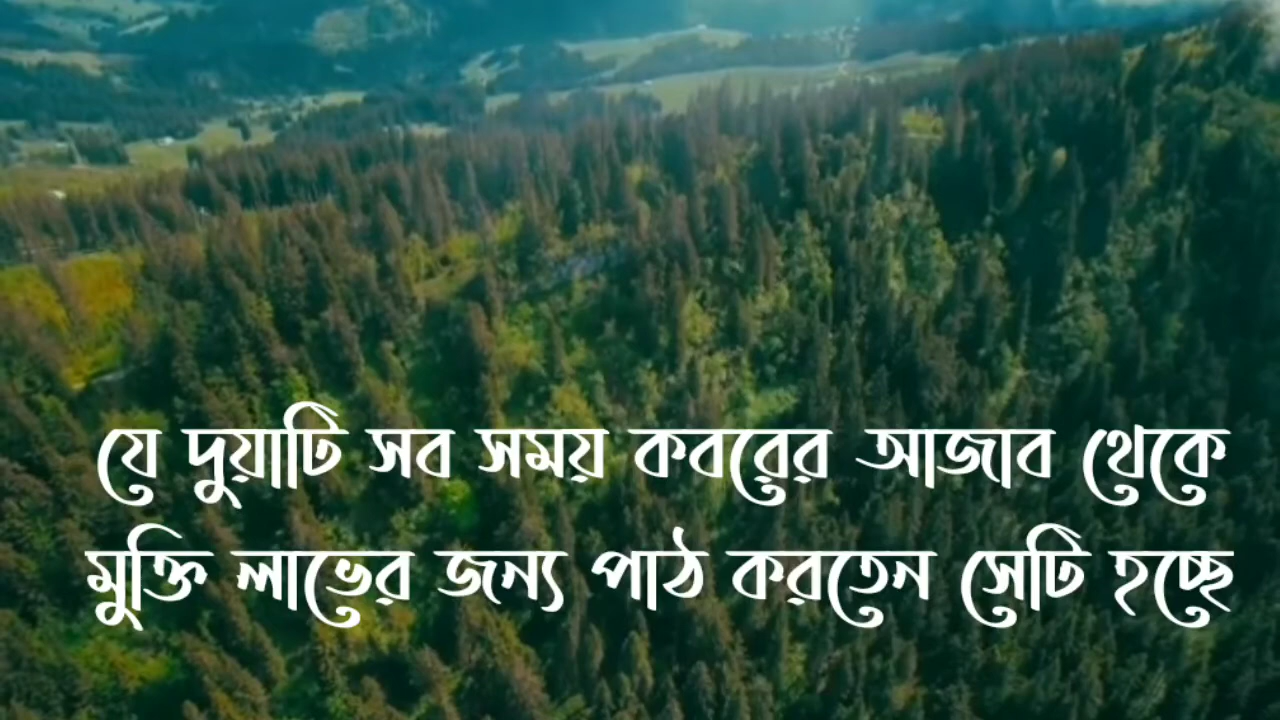 যে দুয়াটি সব সময় কবরের আজাব থেকে
মুক্তি লাভের জন্য পাঠ করতেন সেটি হচ্ছে